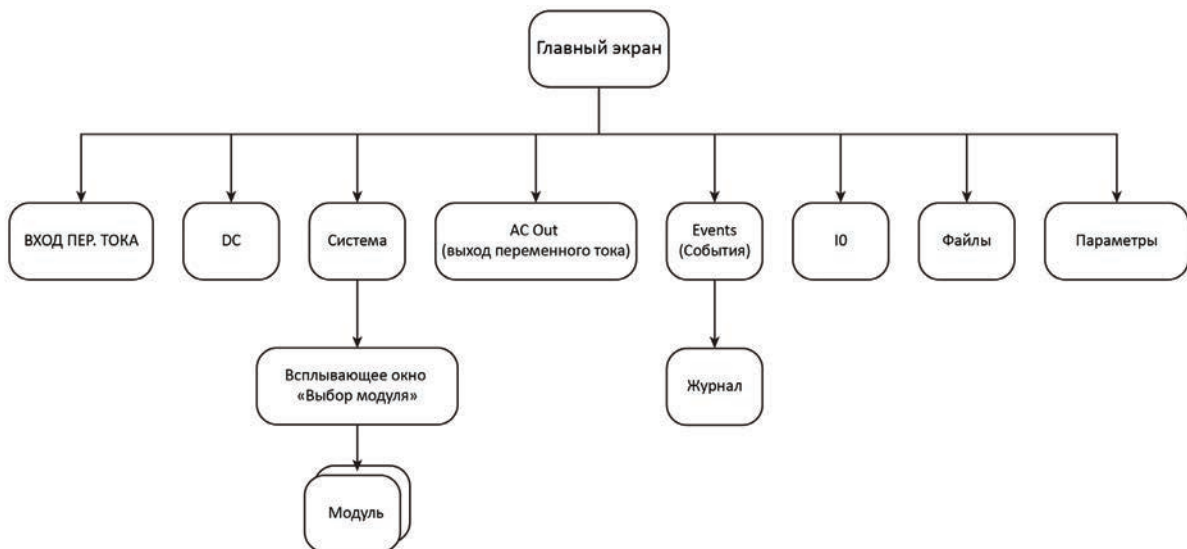 Главный экран
ВХОД ПЕР. ТОКА
DC
Система
AC Out
(выход переменного тока)
Events
(События)
I0
Файлы
Параметры
Всплывающее окно
«Выбор модуля»
Журнал
Модуль